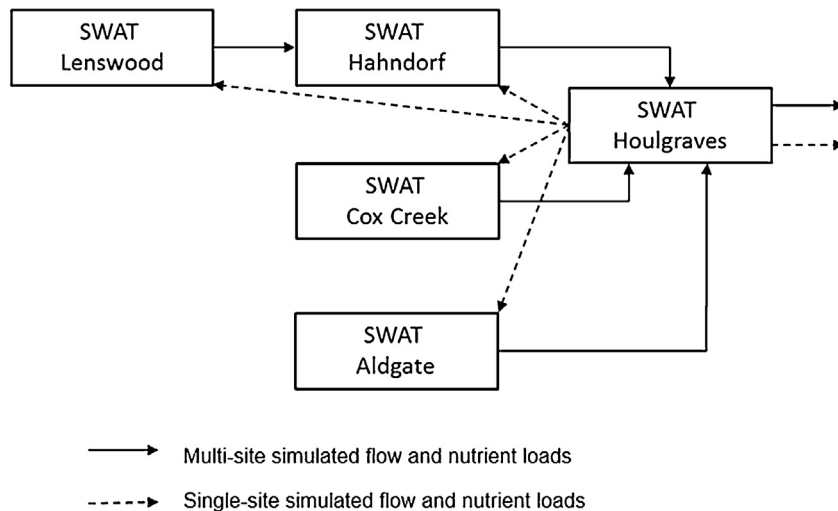 SWAT
Lenswood
SWAT
Hahndorf
SWAT
Houlgraves
SWAT
Cox Creek
SWAT
Aldgate
Multi-site simulated flow and nutrient loads
Single-site simulated flow and nutrient loads